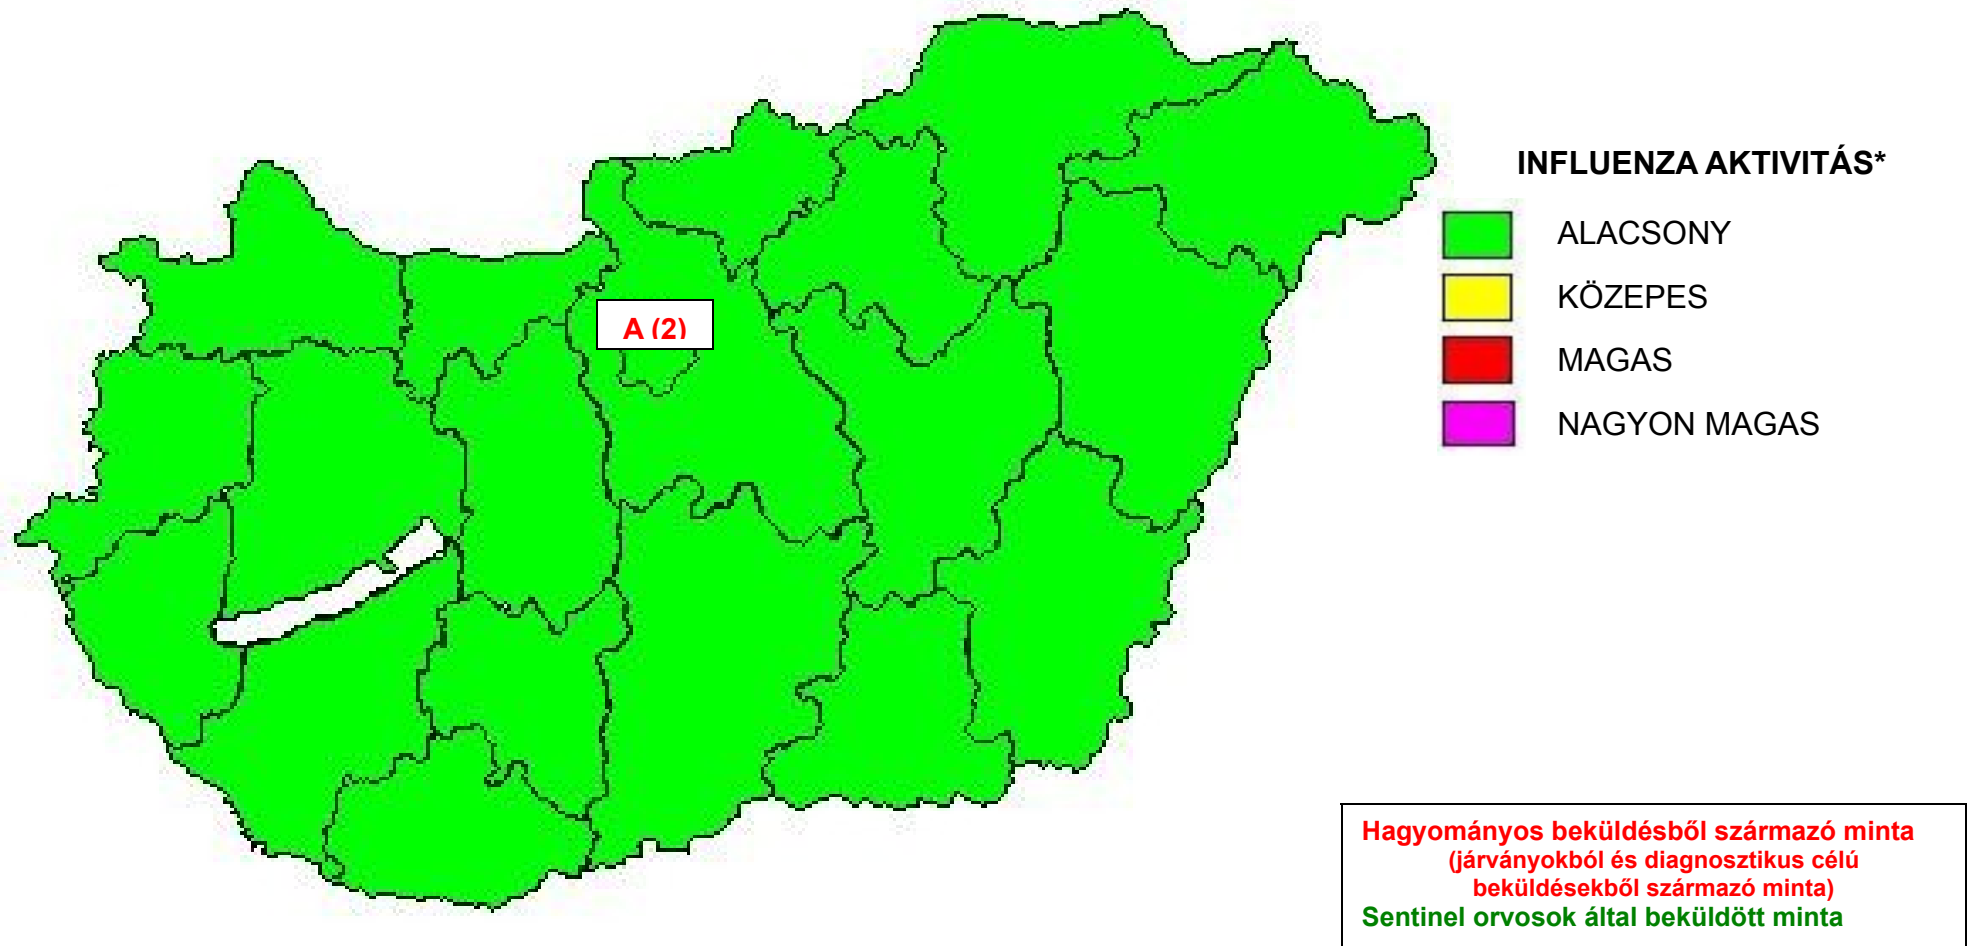 INFLUENZA AKTIVITÁS*
ALACSONY
KÖZEPES
MAGAS
NAGYON MAGAS
A (2)
Hagyományos beküldésből származó minta
(járványokból és diagnosztikus célú
beküldésekből származó minta)
Sentinel orvosok által beküldött minta